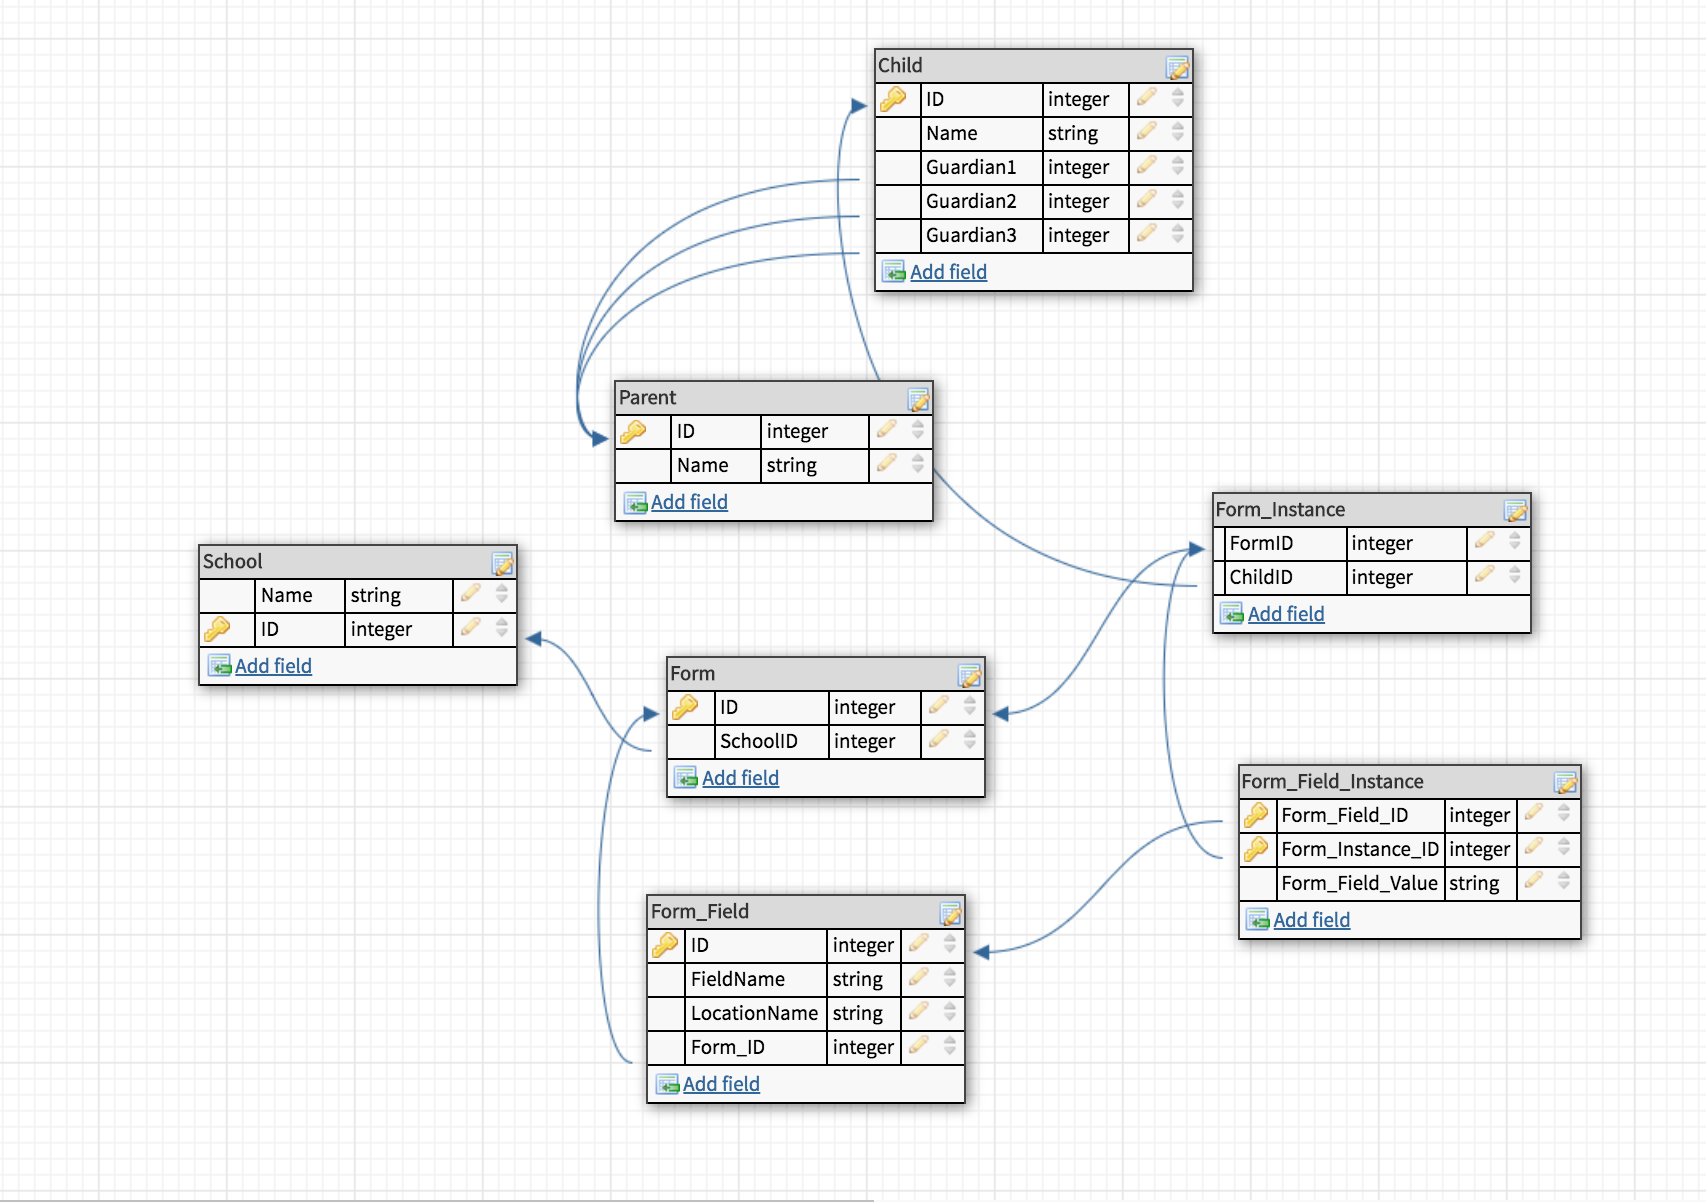 Child
ID integer
Name string
Guardian1 integer
Guardian2 integer
Guardian3 integer
Add field
Parent
ID integer
Name string
Add field
Form_Instance
FormID integer
ChildID integer
Add field
School
Name string
ID integer
Add field
Form
ID integer
SchoolID integer
Add field
Form_Field_Instance
Form_Field_ID integer
Form_Instance_ID integer
Form_Field_Value string
Add field
Form_Field
ID integer
FieldName string
LocationName string
Form_ID integer
Add field